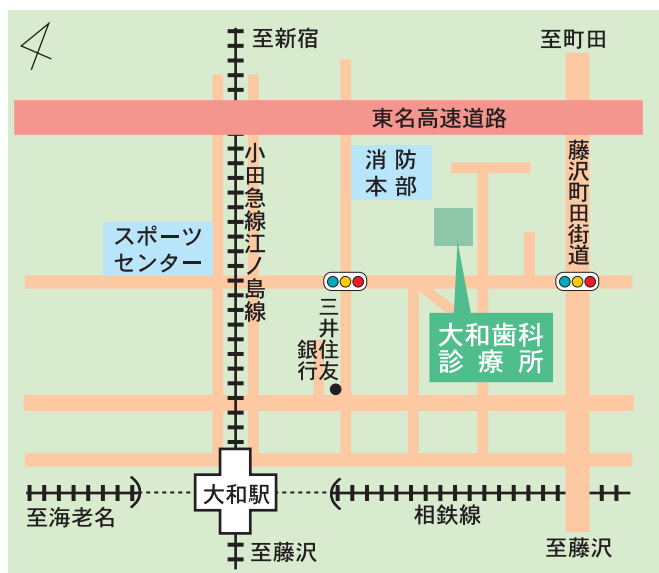 至新宿
至町田
東名高速道路
消防
本部
小田急線江ノ島線
藤沢町田街道
スポーツ
センター
三井住友
銀行
大和歯科
診療所
大和駅
至海老名
相鉄線
至藤沢
至藤沢